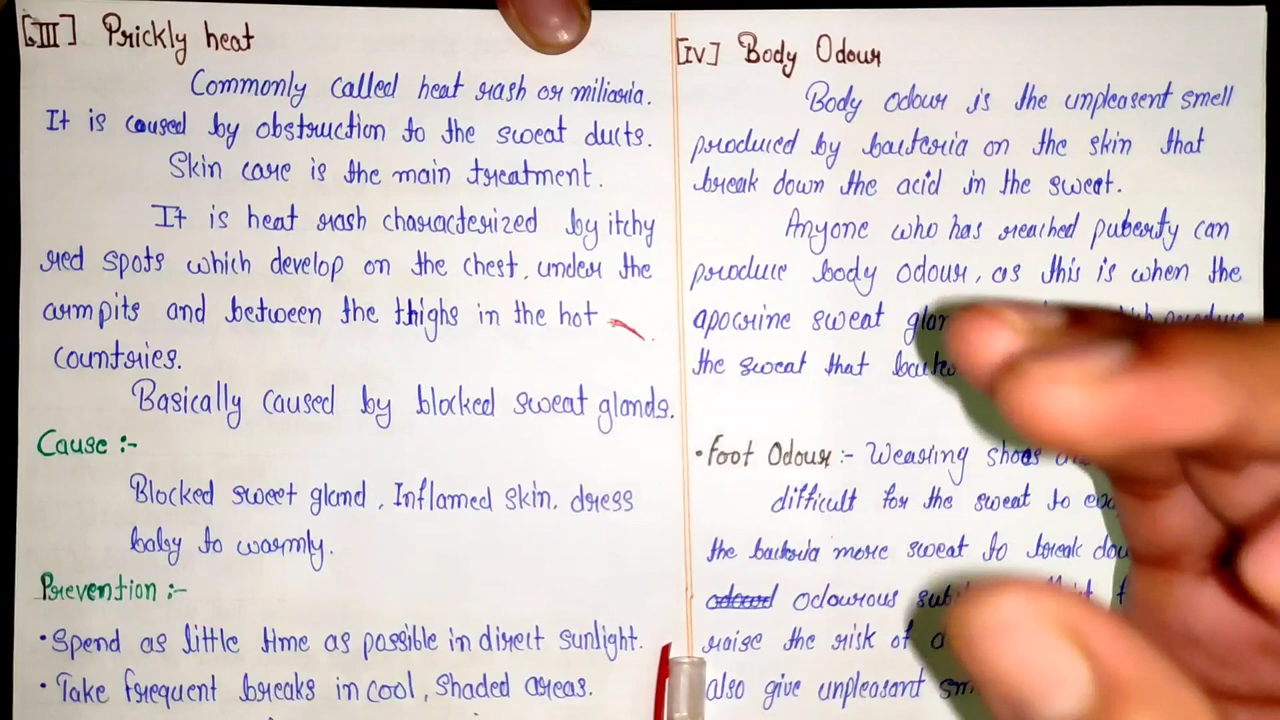 [III] Prickly heat
Commonly called heat rash or miliaria.
It is caused by obstruction to the sweat ducts.
Skin care is the main treatment.
It is heat rash characterized by itchy
red spots which develop on the chest, under the
armpits and between the thighs in the hot
countries.
Basically caused by blocked sweat glands.
Cause :-
Blocked sweet gland, Inflamed skin, dress
baby to warmly.
Prevention :-
• Spend as little time as possible in direct sunlight.
• Take frequent breaks in cool, shaded areas.
[IV] Body Odour
Body odour is the unpleasent smell
produced by bacteria on the skin that
break down the acid in the sweat.
Anyone who has reached puberty can
produce body odour, as this is when the
apocrine sweat produce
the sweat that
• Foot Odour :- Wearing shoes
difficult for the sweat to
the bacteria more sweat to break
odourous
raise the risk of
also give unpleasant